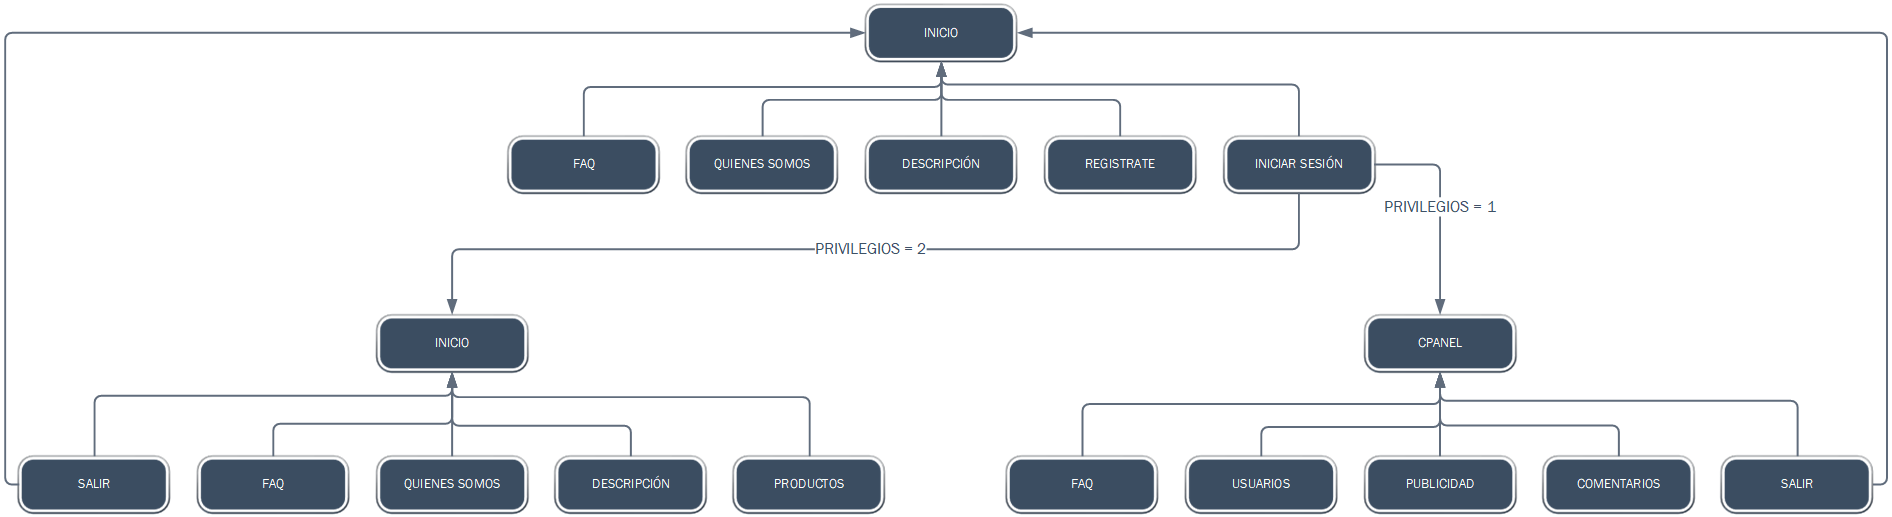 INICIO
FAQ
QUIENES SOMOS
DESCRIPCIÓN
REGISTRATE
INICIAR SESIÓN
PRIVILEGIOS = 1
PRIVILEGIOS = 2
INICIO
CPANEL
SALIR
FAQ
QUIENES SOMOS
DESCRIPCIÓN
PRODUCTOS
FAQ
USUARIOS
PUBLICIDAD
COMENTARIOS
SALIR